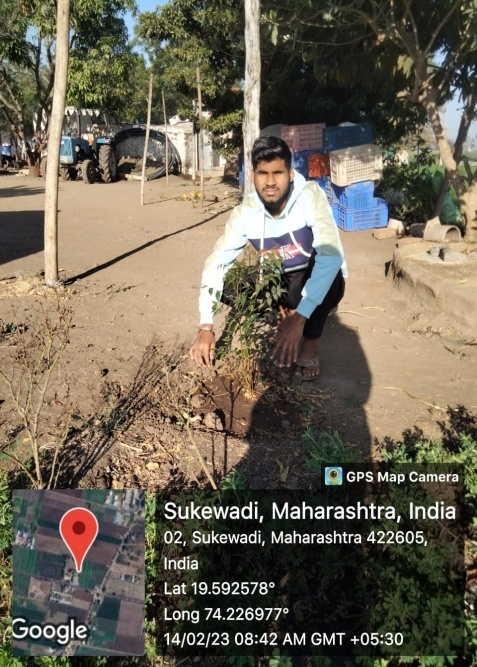 GPS Map Camera
Sukewadi, Maharashtra, India
02, Sukewadi, Maharashtra 422605,
India
Lat 19.592578°
Long 74.226977°
14/02/23 08:42 AM GMT +05:30
Google